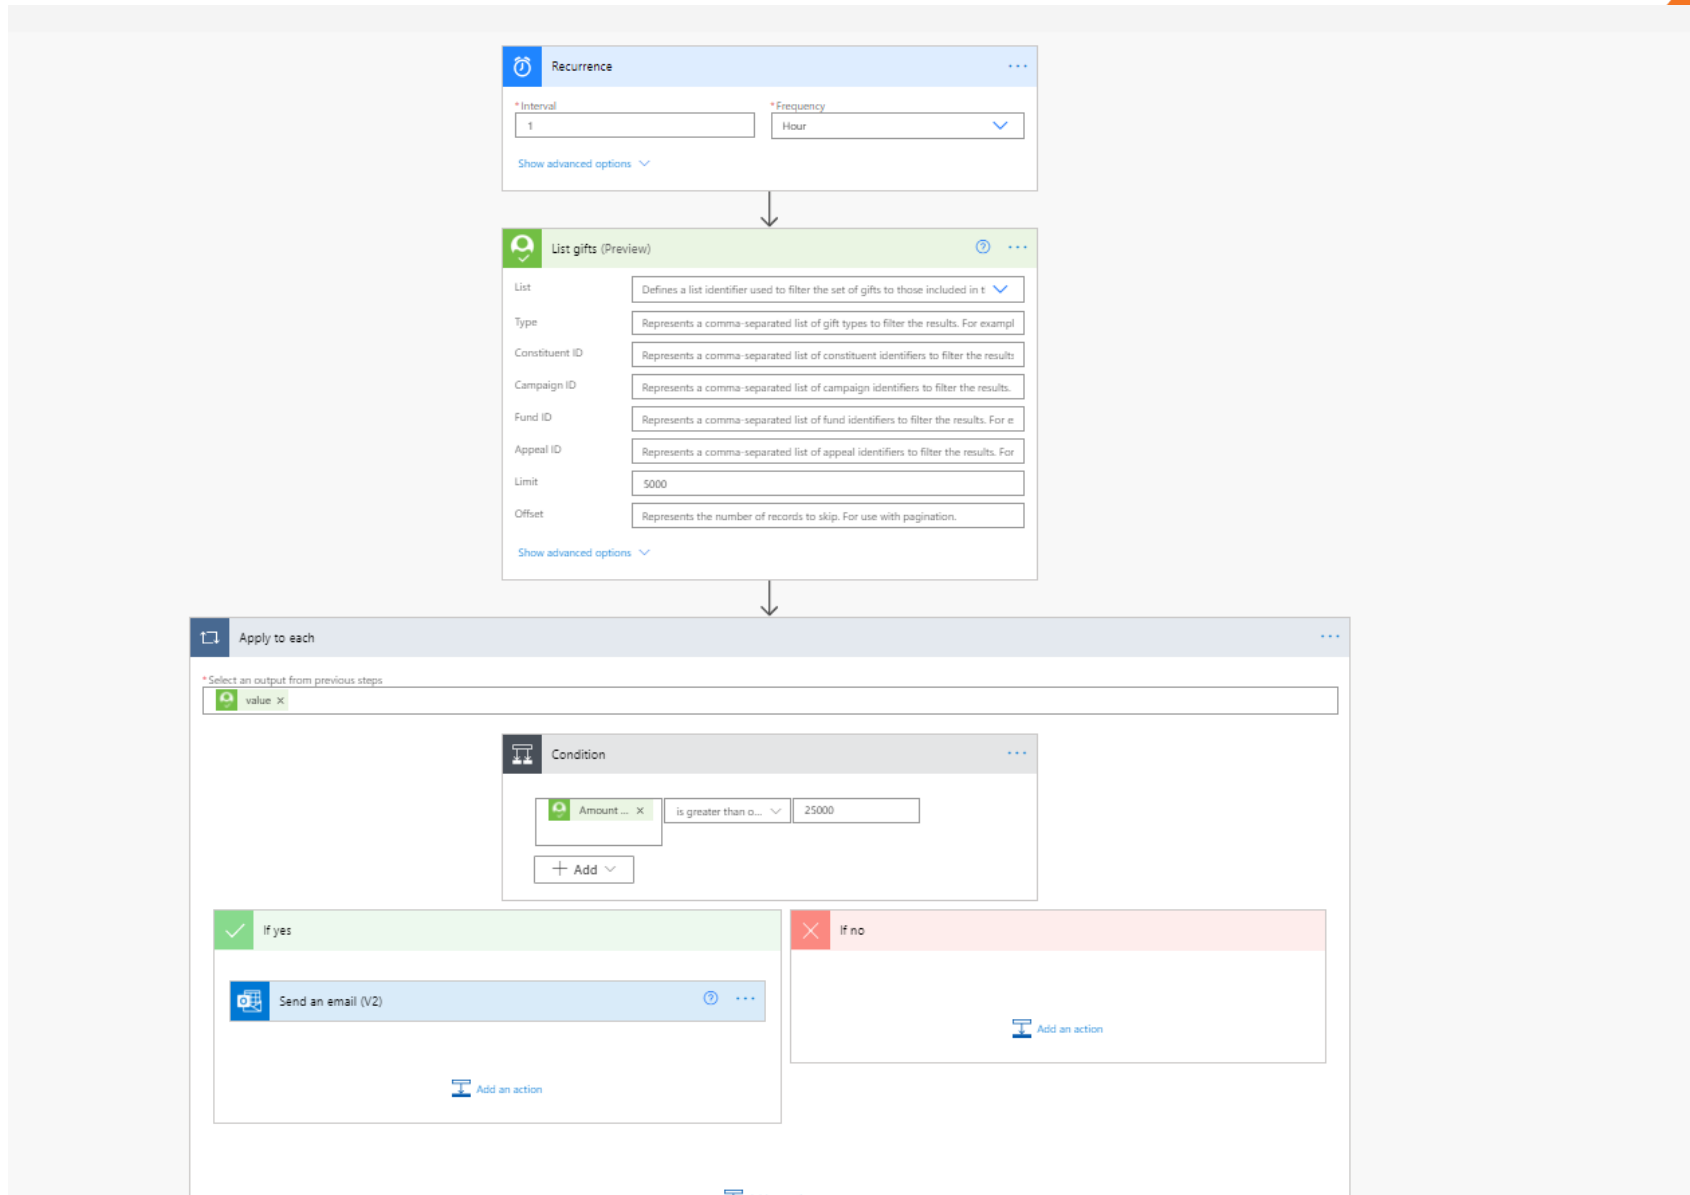 Recurrence
* Interval
* Frequency
1
Hour
Show advanced options
List gifts (Preview)
List
Defines a list identifier used to filter the set of gifts to those included in t
Type
Represents a comma-separated list of gift types to filter the results. For exampl
Constituent ID
Represents a comma-separated list of constituent identifiers to filter the results
Campaign ID
Represents a comma-separated list of campaign identifiers to filter the results.
Fund ID
Represents a comma-separated list of fund identifiers to filter the results. For e
Appeal ID
Represents a comma-separated list of appeal identifiers to filter the results. For
Limit
5000
Offset
Represents the number of records to skip. For use with pagination.
Show advanced options
Apply to each
* Select an output from previous steps
value ×
Condition
Amount ... ×
is greater than o...
25000
+ Add
If yes
If no
Send an email (V2)
Add an action
Add an action